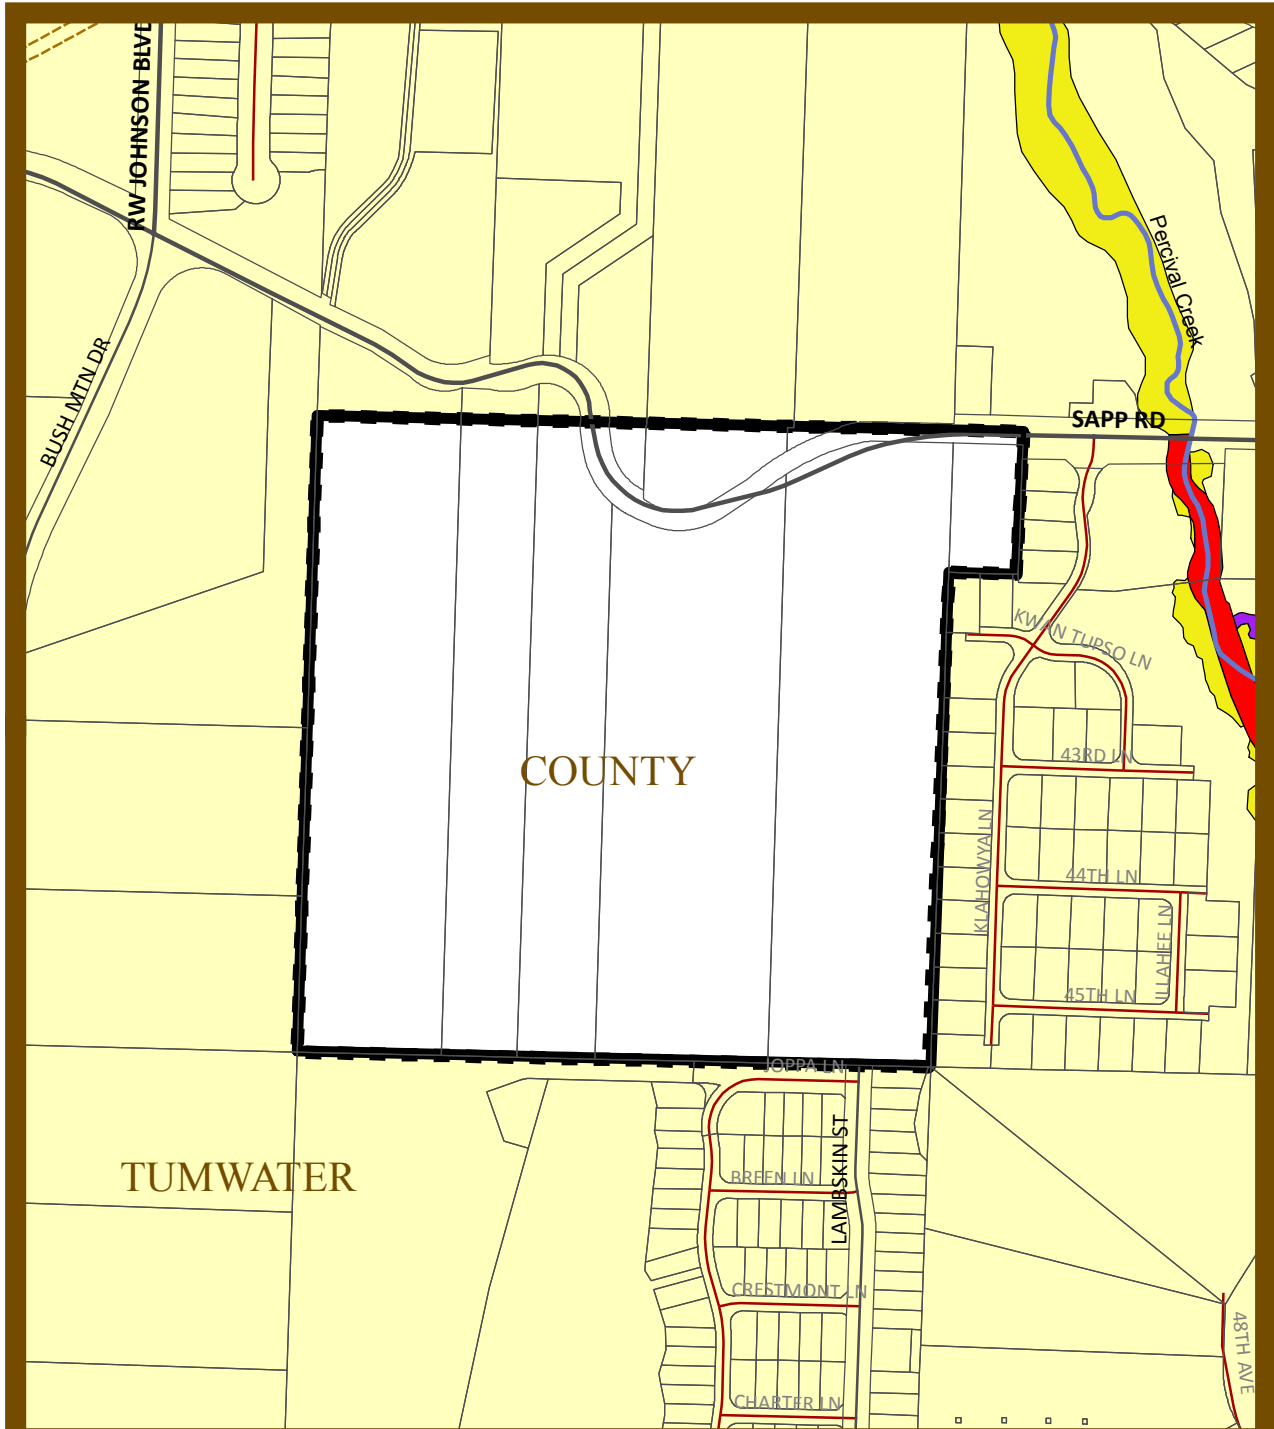 RW JOHNSON BLVD
Percival Creek
BUSH MTN DR
SAPP RD
KWAN TUPSO LN
43RD LN
COUNTY
KLAHOWYA LN
44TH LN
ILLAHEE LN
45TH LN
JOPPA LN
LAMBSKIN ST
TUMWATER
BREEN LN
CRESTMONT LN
48TH AVE
CHARTER LN